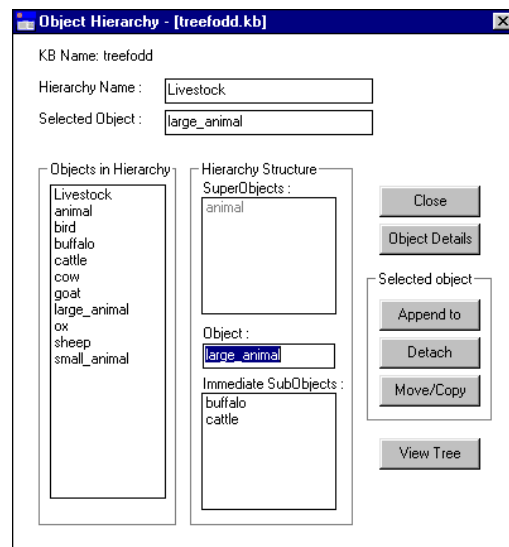 Object Hierarchy - [treefodd.kb]
KB Name: treefodd
Hierarchy Name :
Livestock
Selected Object :
large_animal
Objects in Hierarchy
Livestock
animal
bird
buffalo
cattle
cow
goat
large_animal
ox
sheep
small_animal
Hierarchy Structure
SuperObjects :
animal
Object :
large_animal
Immediate SubObjects :
buffalo
cattle
Close
Object Details
Selected object
Append to
Detach
Move/Copy
View Tree